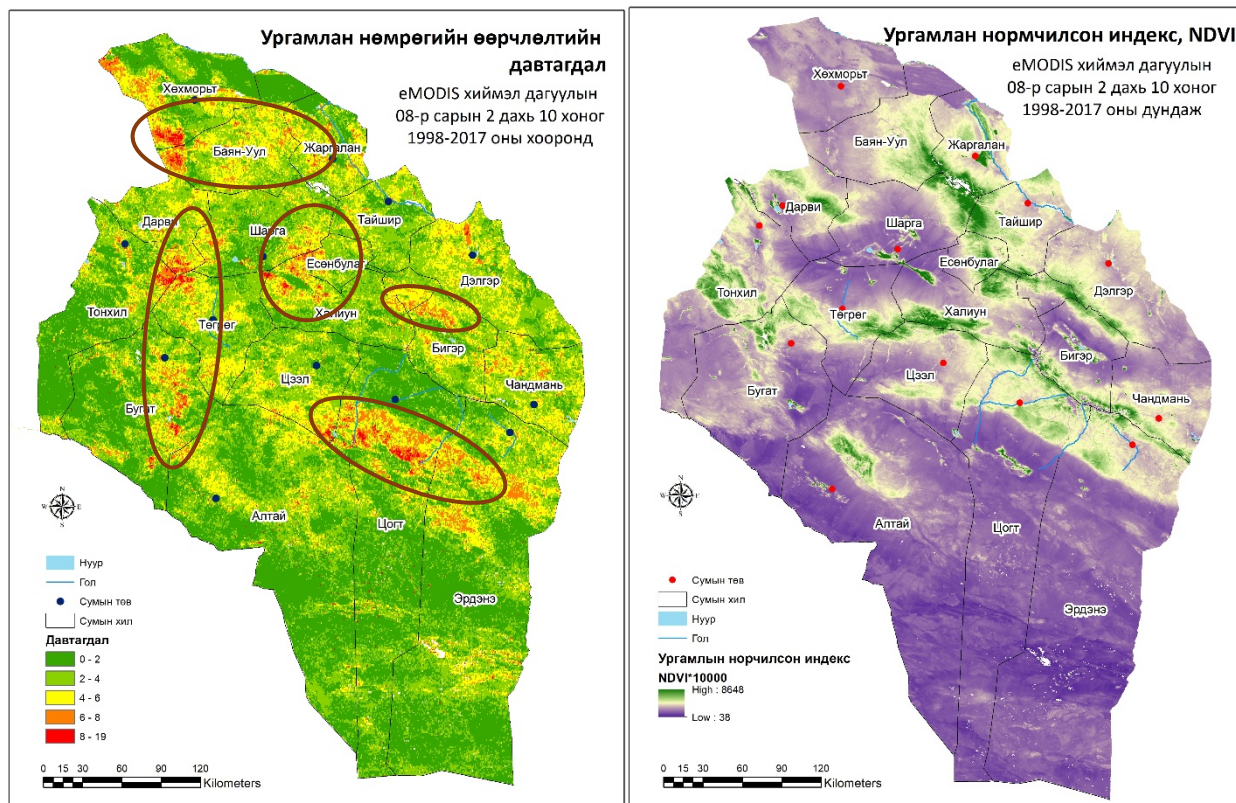 Ургамлан нөмрөгийн өөрчлөлтийн
давтагдал
eMODIS хиймэл дагуулын
08-р сарын 2 дахь 10 хоног
1998-2017 оны хооронд
Хөхморьт
Баян-Уул
Жаргалан
Дарви
Шарга
Тайшир
Есөнбулаг
Дэлгэр
Тонхил
Төгрөг
Халиун
Бигэр
Цээл
Чандмань
Бугат
Алтай
Цогт
Эрдэнэ
N
W
E
S
Нуур
Гол
Сумын төв
Сумын хил
Давтагдал
0 - 2
2 - 4
4 - 6
6 - 8
8 - 19
0 15 30 60 90 120
Kilometers
Ургамлан нормчилсон индекс, NDVI
eMODIS хиймэл дагуулын
08-р сарын 2 дахь 10 хоног
1998-2017 оны дундаж
Хөхморьт
Баян-Уул
Жаргалан
Дарви
Тайшир
Шарга
Есөнбулаг
Дэлгэр
Тонхил
Төгрөг
Халиун
Бигэр
Цээл
Бугат
Чандмань
Алтай
Цогт
Эрдэнэ
N
W
E
S
Сумын төв
Сумын хил
Нуур
Гол
Ургамлын норчилсон индекс
NDVI*10000
High : 8648
Low : 38
0 15 30 60 90 120
Kilometers